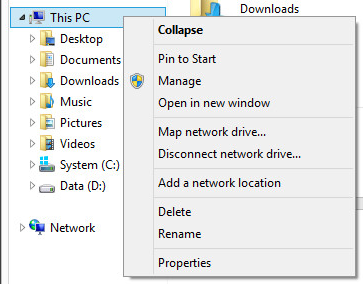 This PC
Desktop
Documents
Downloads
Music
Pictures
Videos
System (C:)
Data (D:)
Network
Downloads
Collapse
Pin to Start
Manage
Open in new window
Map network drive...
Disconnect network drive...
Add a network location
Delete
Rename
Properties